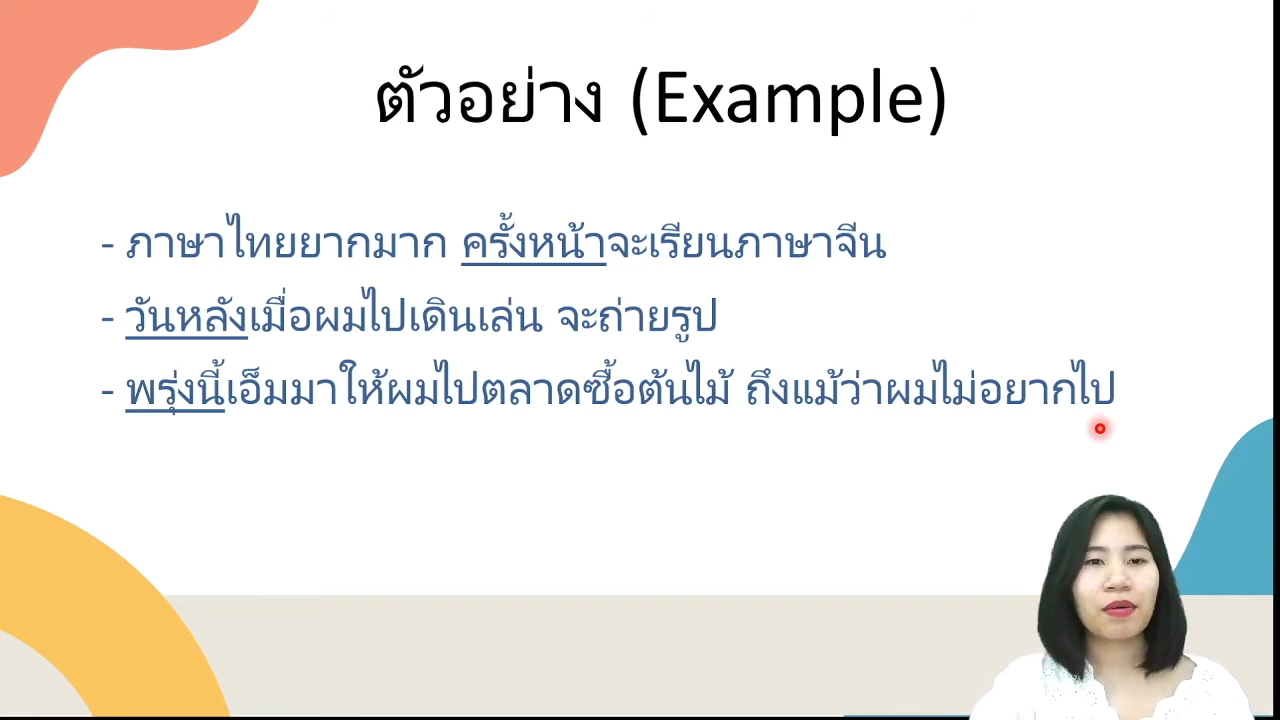 ตัวอย่าง (Example)
- ภาษาไทยยากมาก ครั้งหน้าจะเรียนภาษาจีน
- วันหลังเมื่อผมไปเดินเล่น จะถ่ายรูป
- พรุ่งนี้เอ็มมาให้ผมไปตลาดซื้อต้นไม้ ถึงแม้ว่าผมไม่อยากไป